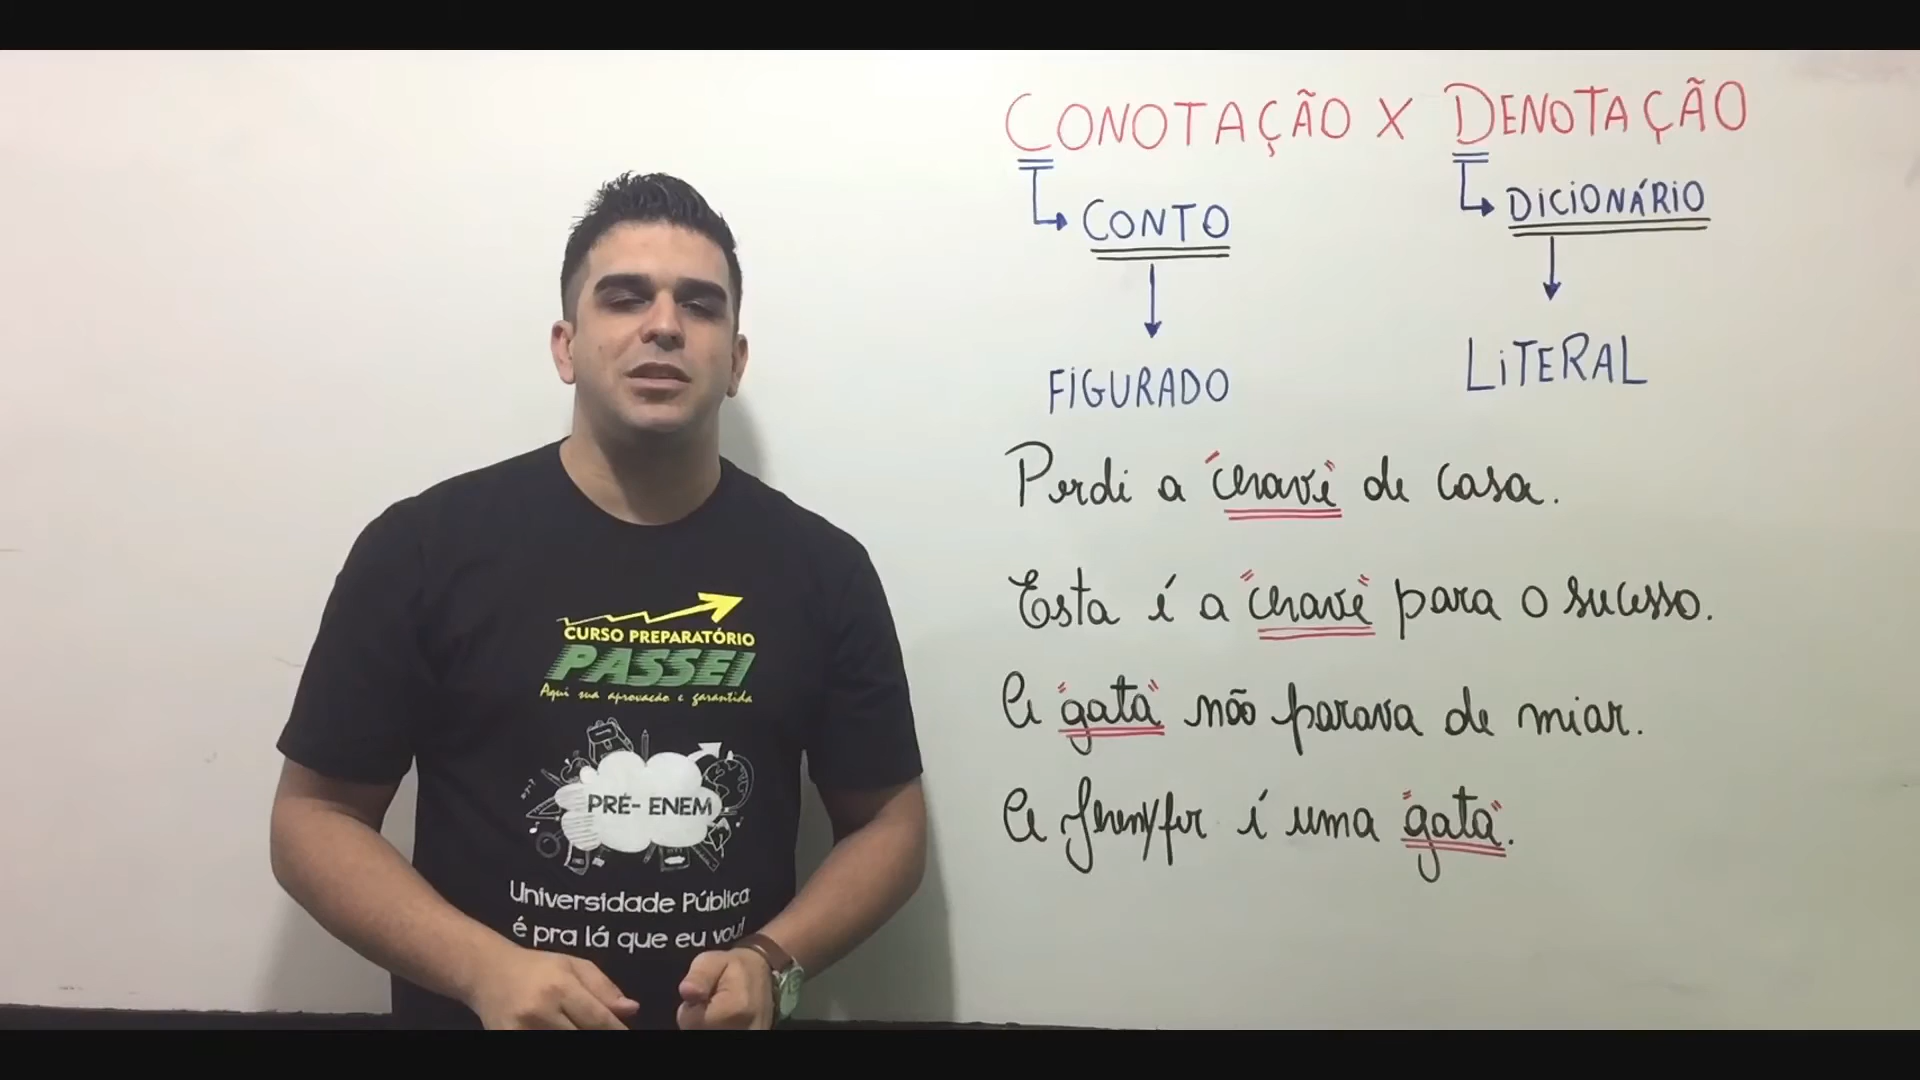 CONOTAÇÃO X DENOTAÇÃO
CONTO
DICIONÁRIO
FIGURADO
LITERAL
Perdi a "chave" de casa.
Esta é a "chave" para o sucesso.
A "gata" não parava de miar.
A Jhennyfer é uma "gata".
CURSO PREPARATÓRIO
PASSEI
Aqui sua aprovação é garantida
PRÉ- ENEM
Universidade Pública
é pra lá que eu vou!